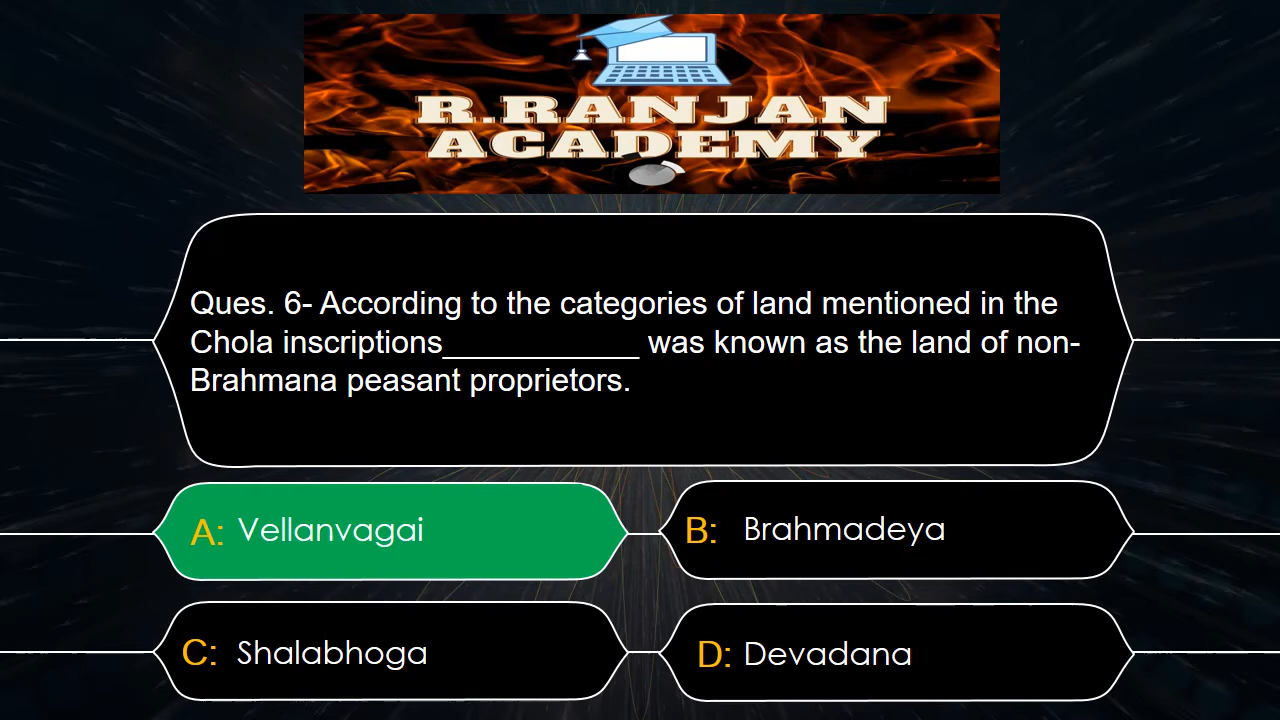 R.RANJAN
ACADEMY
Ques. 6- According to the categories of land mentioned in the
Chola inscriptions___________ was known as the land of non-
Brahmana peasant proprietors.
A: Vellanvagai
B: Brahmadeya
C: Shalabhoga
D: Devadana